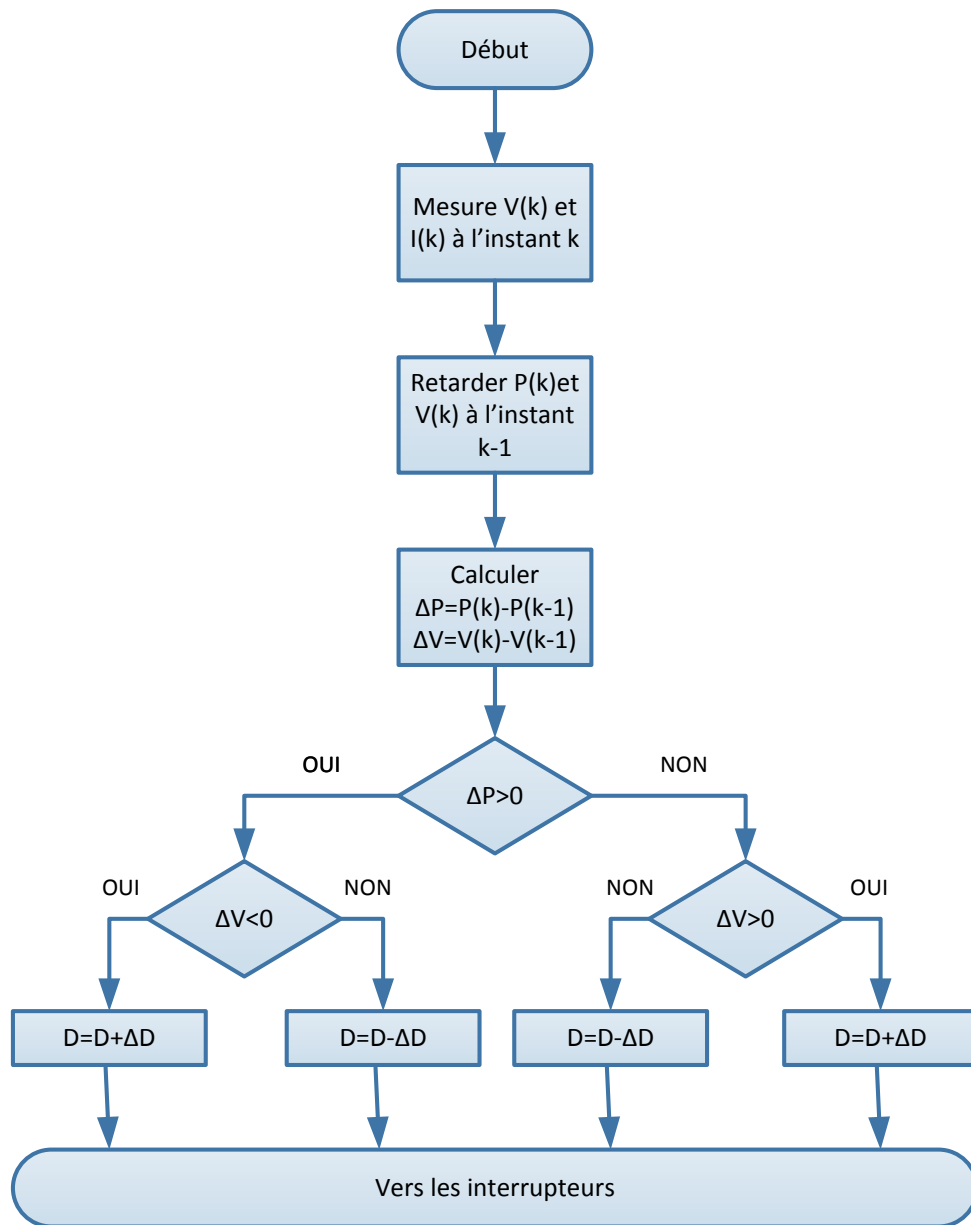 Début
Mesure V(k) et
I(k) à l’instant k
Retarder P(k)et
V(k) à l’instant
k-1
Calculer
ΔP=P(k)-P(k-1)
ΔV=V(k)-V(k-1)
OUI
NON
ΔP>0
OUI
NON
NON
OUI
ΔV<0
ΔV>0
D=D+ΔD
D=D-ΔD
D=D-ΔD
D=D+ΔD
Vers les interrupteurs